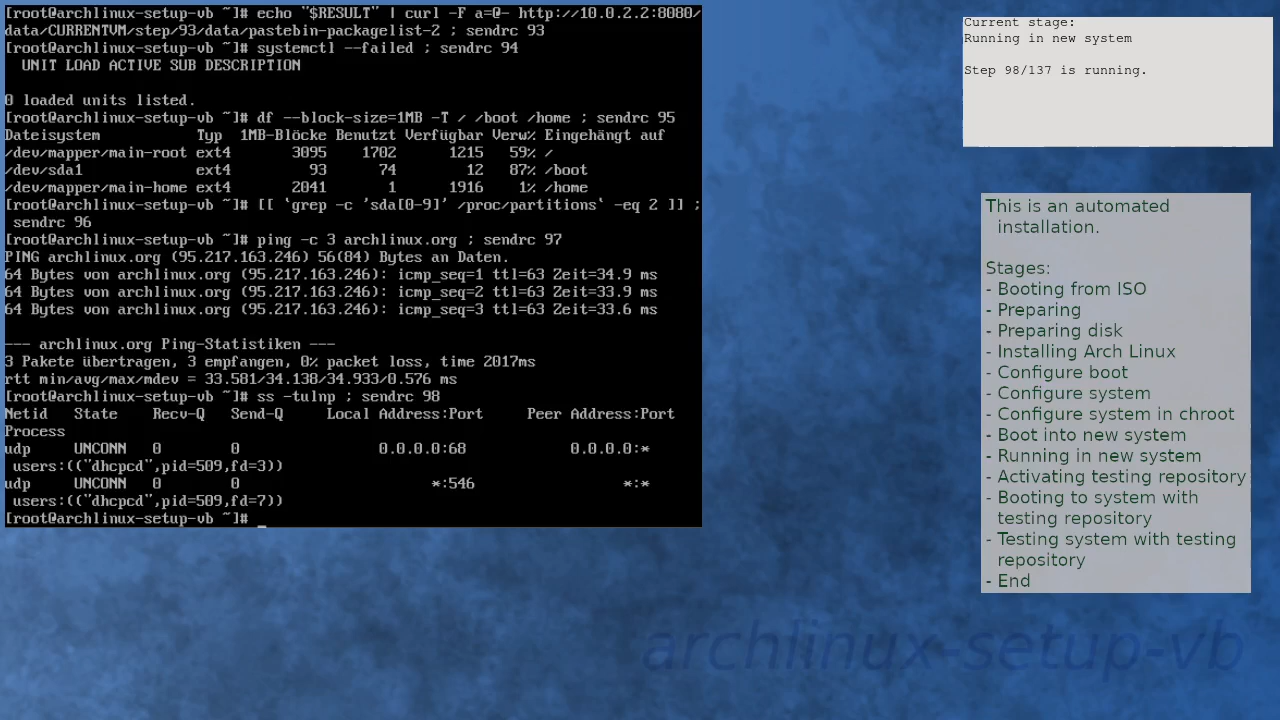 [root@archlinux-setup-vb ~]# echo "$RESULT" | curl -F a=@- http://10.0.2.2:8080/
data/CURRENTVM/step/93/data/pastebin-packagelist-2 ; sendrc 93
[root@archlinux-setup-vb ~]# systemctl --failed ; sendrc 94
  UNIT LOAD ACTIVE SUB DESCRIPTION
0 loaded units listed.
[root@archlinux-setup-vb ~]# df --block-size=1MB -T / /boot /home ; sendrc 95
Dateisystem           Typ  1MB-Blöcke Benutzt Verfügbar Verw% Eingehängt auf
/dev/mapper/main-root ext4       3095    1702      1215   59% /
/dev/sda1             ext4         93      74        12   87% /boot
/dev/mapper/main-home ext4       2041       1      1916    1% /home
[root@archlinux-setup-vb ~]# [[ `grep -c 'sda[0-9]' /proc/partitions` -eq 2 ]] ;
 sendrc 96
[root@archlinux-setup-vb ~]# ping -c 3 archlinux.org ; sendrc 97
PING archlinux.org (95.217.163.246) 56(84) Bytes an Daten.
64 Bytes von archlinux.org (95.217.163.246): icmp_seq=1 ttl=63 Zeit=34.9 ms
64 Bytes von archlinux.org (95.217.163.246): icmp_seq=2 ttl=63 Zeit=33.9 ms
64 Bytes von archlinux.org (95.217.163.246): icmp_seq=3 ttl=63 Zeit=33.6 ms
--- archlinux.org Ping-Statistiken ---
3 Pakete übertragen, 3 empfangen, 0% packet loss, time 2017ms
rtt min/avg/max/mdev = 33.581/34.138/34.933/0.576 ms
[root@archlinux-setup-vb ~]# ss -tulnp ; sendrc 98
Netid   State    Recv-Q   Send-Q     Local Address:Port     Peer Address:Port
Process
udp     UNCONN   0        0                0.0.0.0:68            0.0.0.0:*
 users:(("dhcpcd",pid=509,fd=3))
udp     UNCONN   0        0                      *:546                 *:*
 users:(("dhcpcd",pid=509,fd=7))
[root@archlinux-setup-vb ~]# _
Current stage:
Running in new system
Step 98/137 is running.
This is an automated
installation.
Stages:
- Booting from ISO
- Preparing
- Preparing disk
- Installing Arch Linux
- Configure boot
- Configure system
- Configure system in chroot
- Boot into new system
- Running in new system
- Activating testing repository
- Booting to system with
testing repository
- Testing system with testing
repository
- End
archlinux-setup-vb